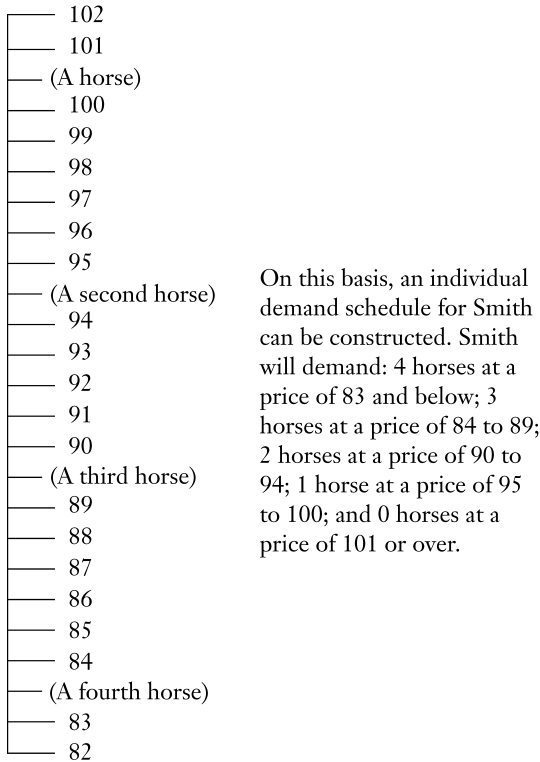 102
101
(A horse)
100
99
98
97
96
95
(A second horse)
94
93
92
91
90
(A third horse)
89
88
87
86
85
84
(A fourth horse)
83
82
On this basis, an individual
demand schedule for Smith
can be constructed. Smith
will demand: 4 horses at a
price of 83 and below; 3
horses at a price of 84 to 89;
2 horses at a price of 90 to
94; 1 horse at a price of 95
to 100; and 0 horses at a
price of 101 or over.